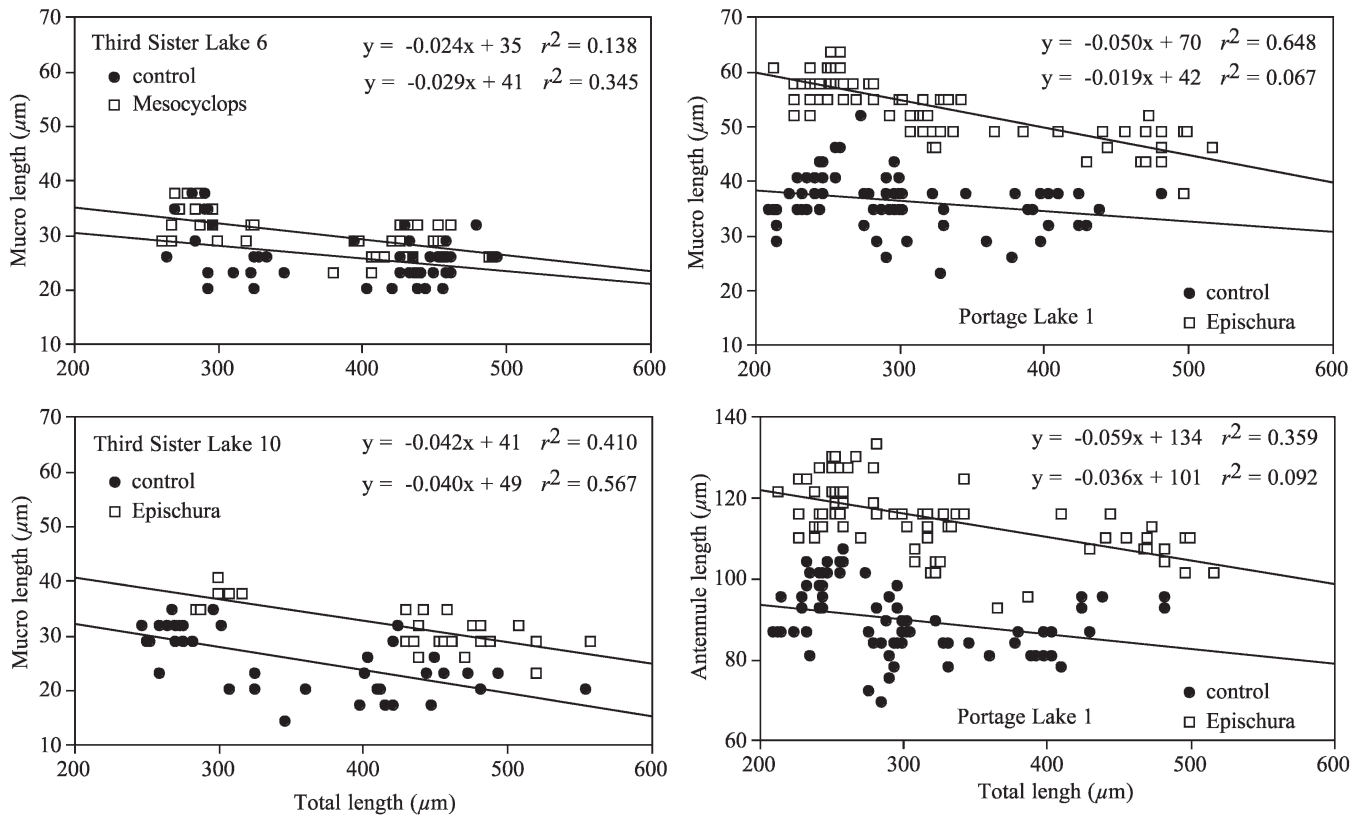 70
60
50
40
30
20
10
Mucro length (µm)
Third Sister Lake 6
control
Mesocyclops
y = -0.024x + 35 r2 = 0.138
y = -0.029x + 41 r2 = 0.345
200 300 400 500 600
70
60
50
40
30
20
10
Mucro length (µm)
y = -0.050x + 70 r2 = 0.648
y = -0.019x + 42 r2 = 0.067
control
Epischura
Portage Lake 1
200 300 400 500 600
70
60
50
40
30
20
10
Mucro length (µm)
Third Sister Lake 10
control
Epischura
y = -0.042x + 41 r2 = 0.410
y = -0.040x + 49 r2 = 0.567
200 300 400 500 600
Total length (µm)
140
120
100
80
60
Antennule length (µm)
y = -0.059x + 134 r2 = 0.359
y = -0.036x + 101 r2 = 0.092
control
Epischura
Portage Lake 1
200 300 400 500 600
Total lengh (µm)